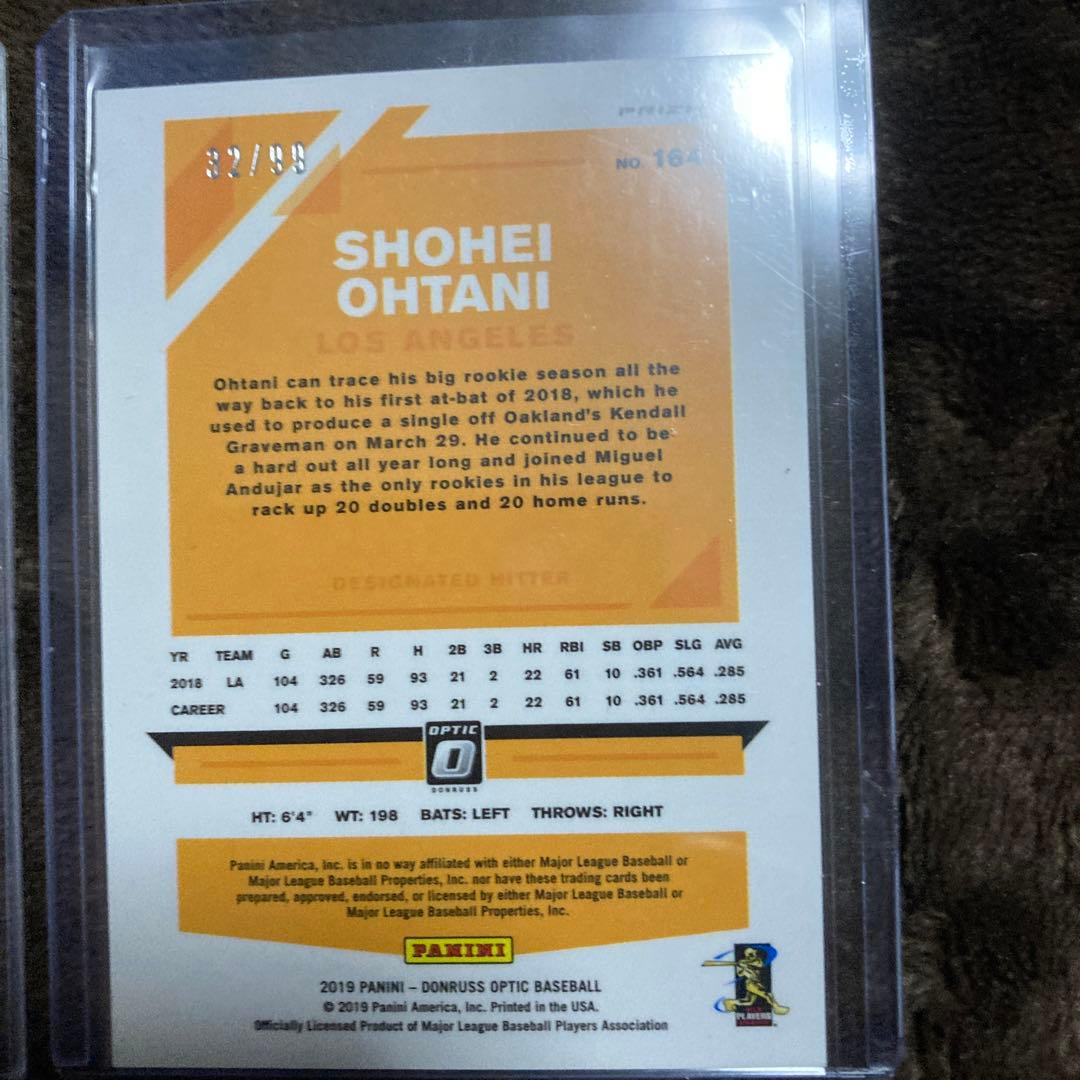 PRIZM
32/99
NO. 164
SHOHEI
OHTANI
LOS ANGELES
Ohtani can trace his big rookie season all the
way back to his first at-bat of 2018, which he
used to produce a single off Oakland's Kendall
Graveman on March 29. He continued to be
a hard out all year long and joined Miguel
Andujar as the only rookies in his league to
rack up 20 doubles and 20 home runs.
DESIGNATED HITTER
YR TEAM G AB R H 2B 3B HR RBI SB OBP SLG AVG
2018 LA 104 326 59 93 21 2 22 61 10 .361 .564 .285
CAREER 104 326 59 93 21 2 22 61 10 .361 .564 .285
OPTIC
O
DONRUSS
HT: 6'4" WT: 198 BATS: LEFT THROWS: RIGHT
Panini America, Inc. is in no way affiliated with either Major League Baseball or
Major League Baseball Properties, Inc. nor have these trading cards been
prepared, approved, endorsed, or licensed by either Major League Baseball or
Major League Baseball Properties, Inc.
PANINI
2019 PANINI – DONRUSS OPTIC BASEBALL
© 2019 Panini America, Inc. Printed in the USA.
Officially Licensed Product of Major League Baseball Players Association
PLAYERS